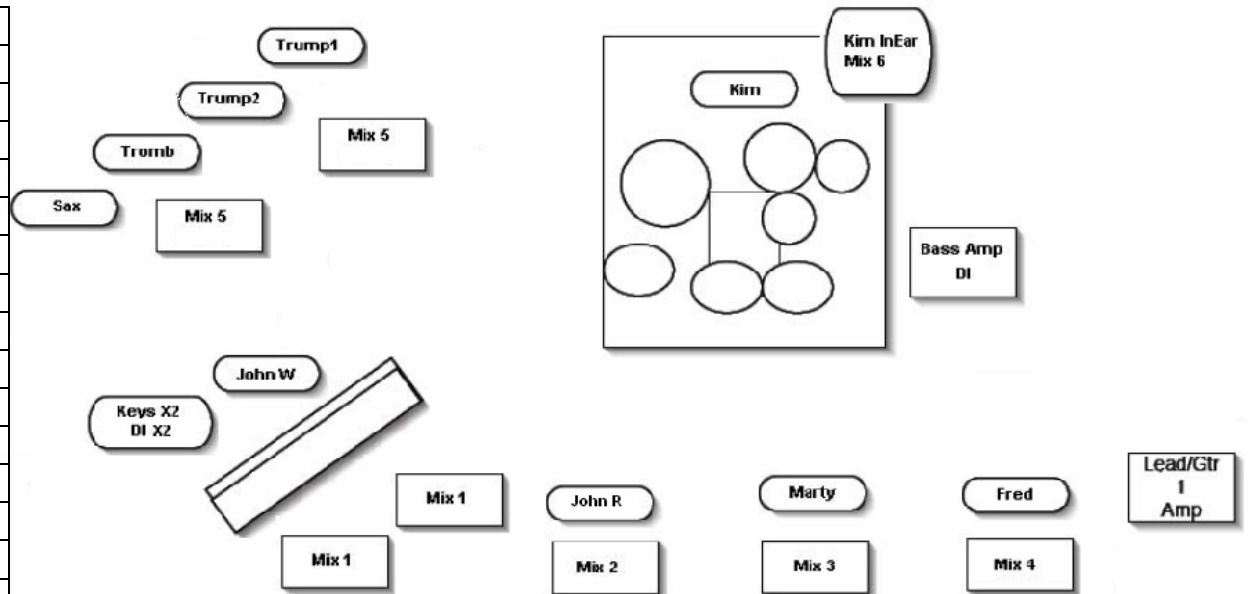 Trump1
Kim InEar
Mix 6
Kim
Trump2
Mix 5
Tromb
Sax
Mix 5
Bass Amp
DI
John W
Keys X2
DI X2
Mix 1
John R
Marty
Fred
Lead/Gtr
1
Amp
Mix 1
Mix 2
Mix 3
Mix 4